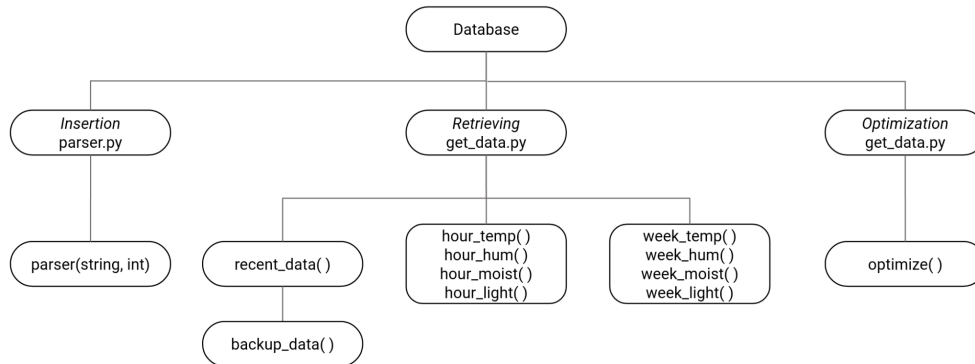 Database
Insertion
parser.py
Retrieving
get_data.py
Optimization
get_data.py
parser(string, int)
recent_data( )
hour_temp( )
hour_hum( )
hour_moist( )
hour_light( )
week_temp( )
week_hum( )
week_moist( )
week_light( )
optimize( )
backup_data( )